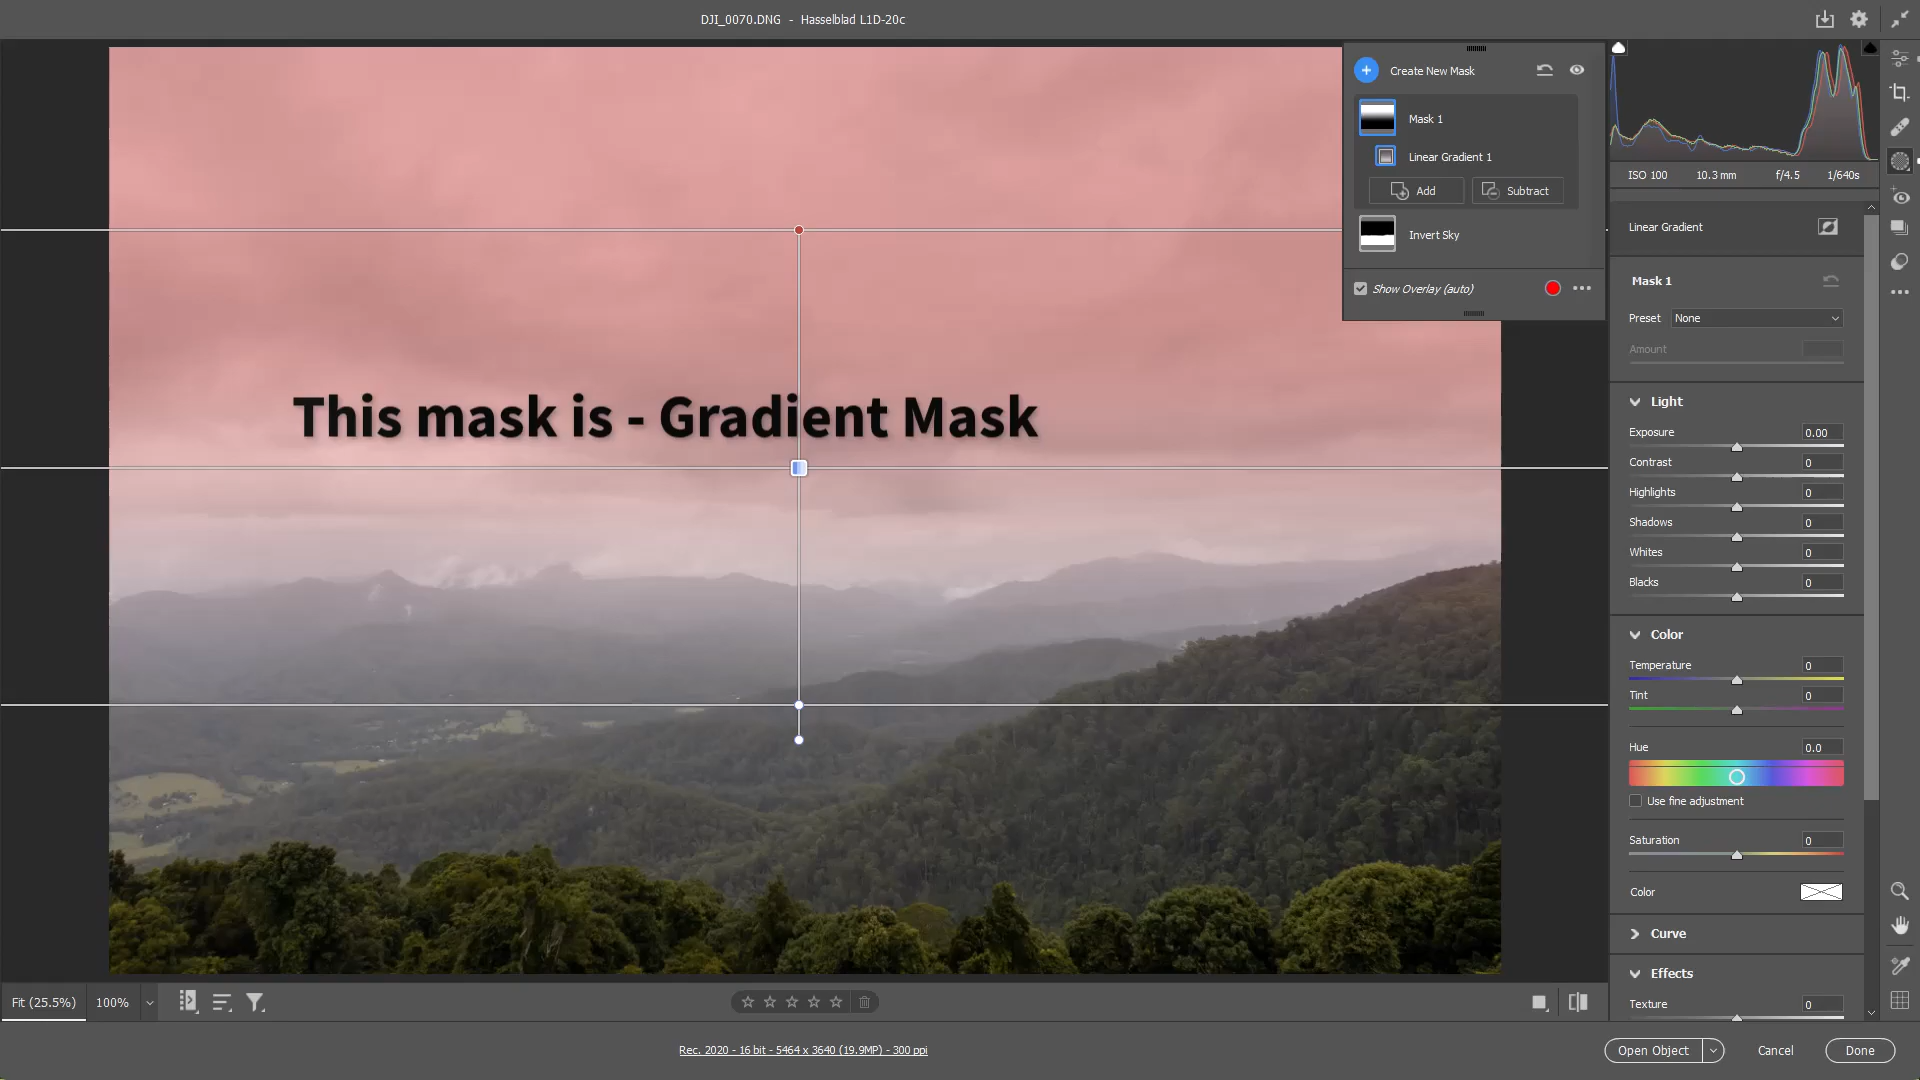 DJI_0070.DNG - Hasselblad L1D-20c
Create New Mask
Mask 1
Linear Gradient 1
Add Subtract
Invert Sky
Show Overlay (auto)
This mask is - Gradient Mask
ISO 100 10.3 mm f/4.5 1/640s
Linear Gradient
Mask 1
Preset None
Amount
Light
Exposure 0.00
Contrast 0
Highlights 0
Shadows 0
Whites 0
Blacks 0
Color
Temperature 0
Tint 0
Hue 0.0
Use fine adjustment
Saturation 0
Color
Curve
Effects
Texture 0
Fit (25.5%) 100%
Rec. 2020 - 16 bit - 5464 x 3640 (19.9MP) - 300 ppi
Open Object Cancel Done